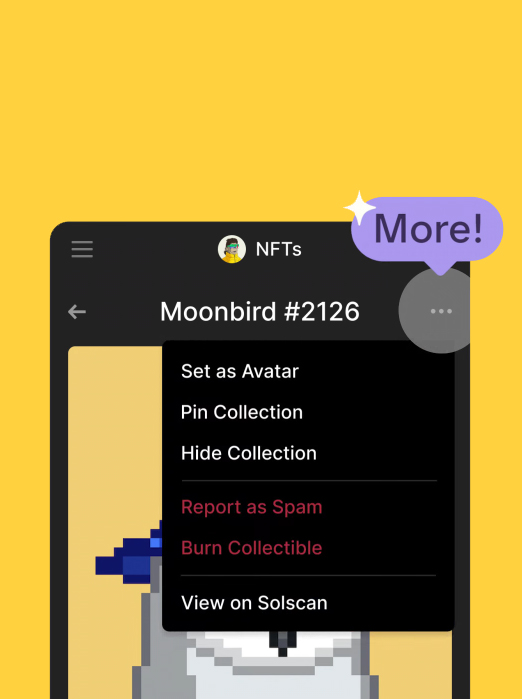 More!
NFTs
Moonbird #2126
Set as Avatar
Pin Collection
Hide Collection
Report as Spam
Burn Collectible
View on Solscan